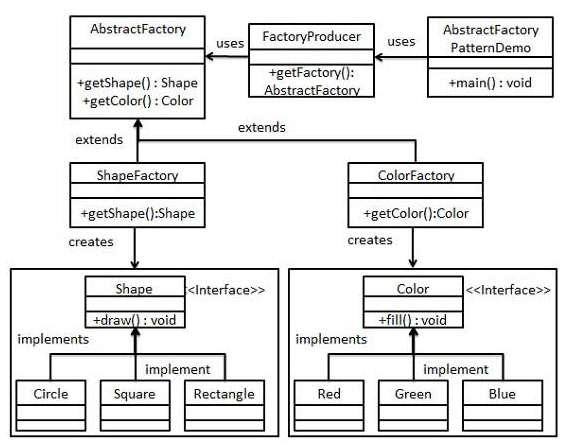 AbstractFactory
+getShape() : Shape
+getColor() : Color
uses
FactoryProducer
+getFactory():
AbstractFactory
uses
AbstractFactory
PatternDemo
+main() : void
extends
extends
ShapeFactory
+getShape():Shape
ColorFactory
+getColor():Color
creates
creates
Shape
<<Interface>>
+draw() : void
implements
implement
Circle
Square
Rectangle
Color
<<Interface>>
+fill() : void
implements
implement
Red
Green
Blue